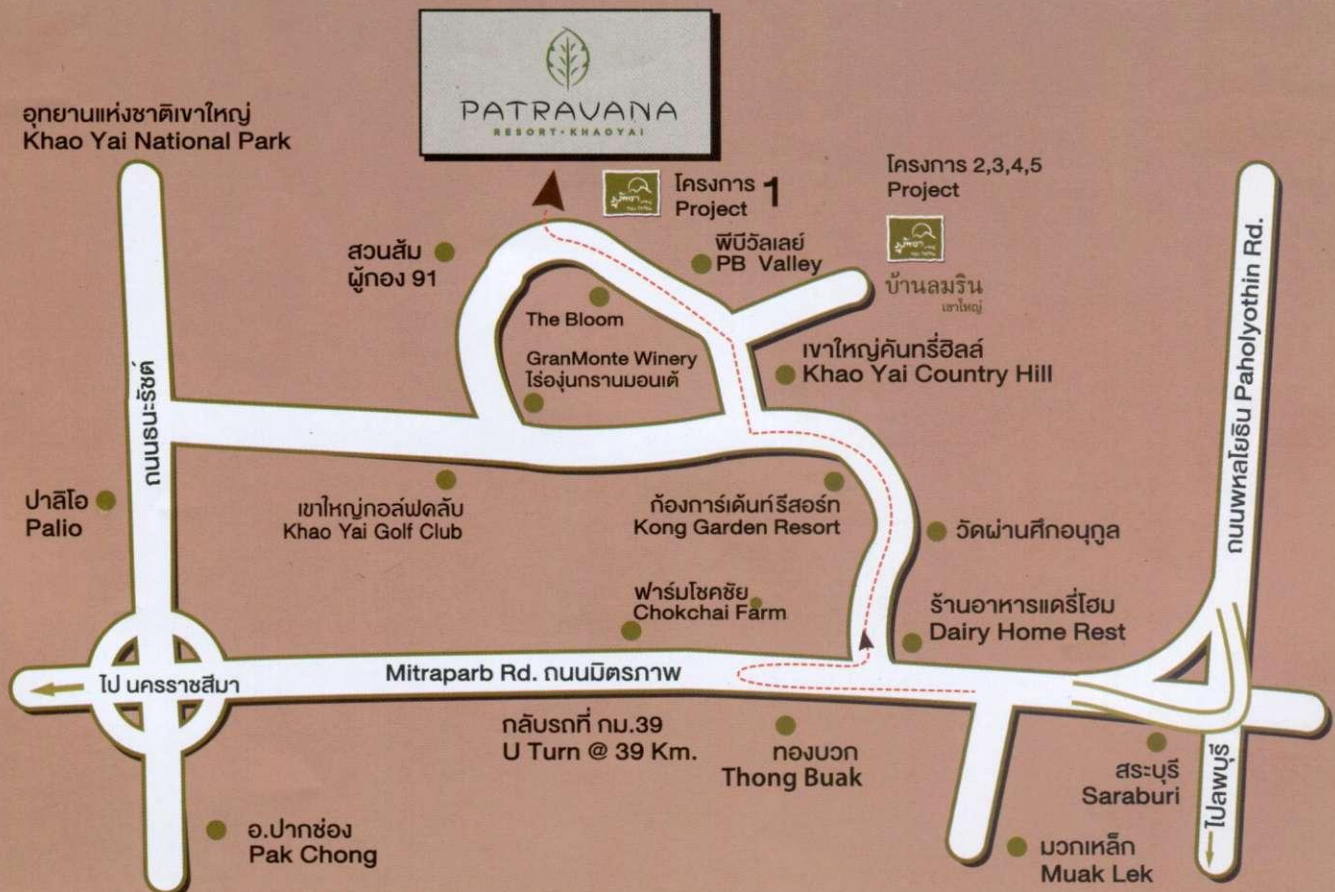 PATRAVANA
RESORT • KHAOYAI
อุทยานแห่งชาติเขาใหญ่
Khao Yai National Park
โครงการ 1
Project
โครงการ 2,3,4,5
Project
บ้านลมริน
เขาใหญ่
สวนส้ม
ผู้กอง 91
พีบีวัลเลย์
PB Valley
The Bloom
GranMonte Winery
ไร่องุ่นกรานมอนเต้
เขาใหญ่คันทรี่ฮิลล์
Khao Yai Country Hill
ถนนธนะรัชต์
ถนนพหลโยธิน Paholyothin Rd.
ปาลิโอ
Palio
เขาใหญ่กอล์ฟคลับ
Khao Yai Golf Club
ก้องการ์เด้นท์รีสอร์ท
Kong Garden Resort
วัดผ่านศึกอนุกูล
ฟาร์มโชคชัย
Chokchai Farm
ร้านอาหารแดรี่โฮม
Dairy Home Rest
ไป นครราชสีมา
Mitraparb Rd. ถนนมิตรภาพ
กลับรถที่ กม.39
U Turn @ 39 Km.
ทองบวก
Thong Buak
สระบุรี
Saraburi
ไปลพบุรี
อ.ปากช่อง
Pak Chong
มวกเหล็ก
Muak Lek